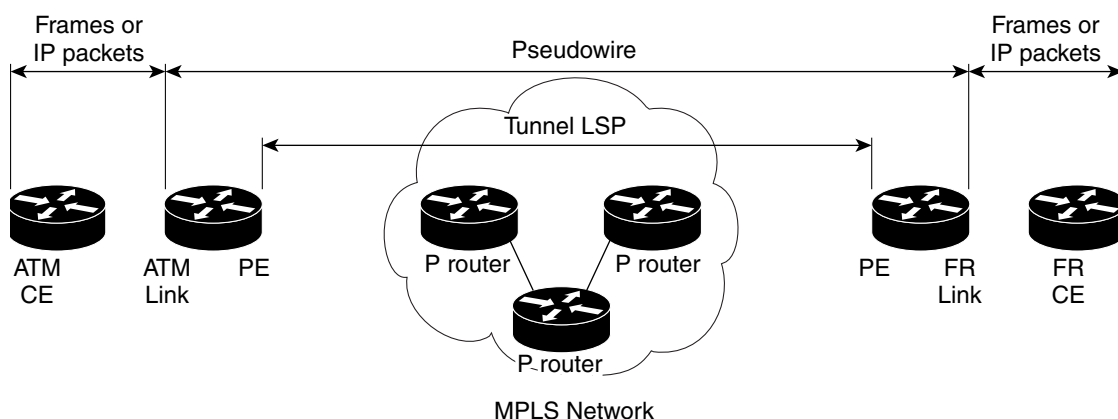 Frames or
IP packets
Pseudowire
Frames or
IP packets
Tunnel LSP
P router
P router
ATM
CE
ATM
Link
PE
PE
FR
Link
FR
CE
P router
MPLS Network